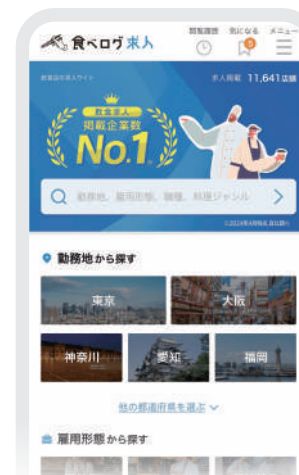 食べログ求人
閲覧履歴 気になる メニュー
飲食店の求人サイト
求人掲載 11,641店舗
飲食求人
掲載企業数
No.1
勤務地、雇用形態、職種、料理ジャンル
勤務地から探す
東京 大阪
神奈川 愛知 福岡
他の都道府県を選ぶ
雇用形態から探す